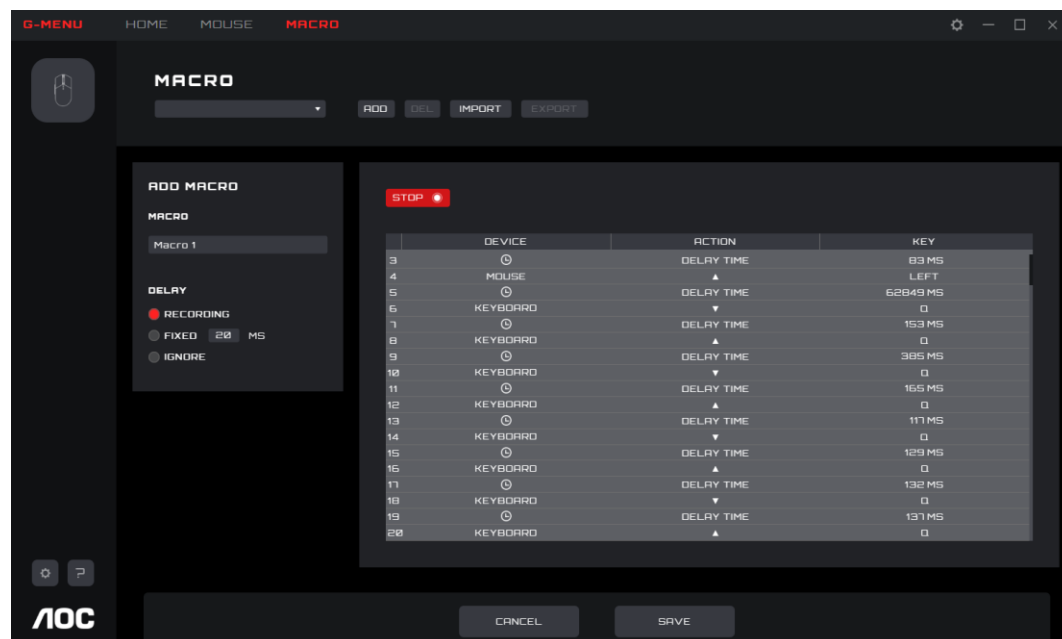 G-MENU HOME MOUSE MACRO
MACRO
ADD DEL IMPORT EXPORT
ADD MACRO
MACRO
Macro 1
DELAY
RECORDING
FIXED 20 MS
IGNORE
STOP
DEVICE ACTION KEY
3 DELAY TIME 83 MS
4 MOUSE ▲ LEFT
5 DELAY TIME 62849 MS
6 KEYBOARD ▼ Q
7 DELAY TIME 153 MS
8 KEYBOARD ▲ Q
9 DELAY TIME 385 MS
10 KEYBOARD ▼ Q
11 DELAY TIME 165 MS
12 KEYBOARD ▲ Q
13 DELAY TIME 117 MS
14 KEYBOARD ▼ Q
15 DELAY TIME 129 MS
16 KEYBOARD ▲ Q
17 DELAY TIME 132 MS
18 KEYBOARD ▼ Q
19 DELAY TIME 137 MS
20 KEYBOARD ▲ Q
?
AOC
CANCEL SAVE